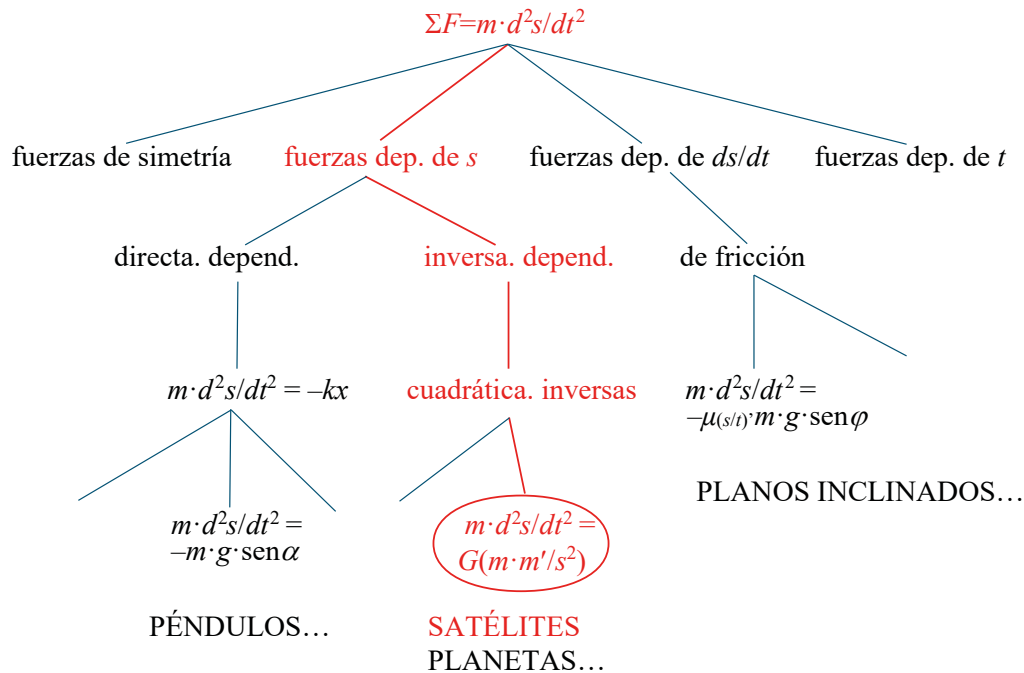 ΣF=m·d²s/dt²
fuerzas de simetría
fuerzas dep. de s
fuerzas dep. de ds/dt
fuerzas dep. de t
directa. depend.
inversa. depend.
de fricción
m·d²s/dt² = –kx
cuadrática. inversas
m·d²s/dt² =
–μ(s/t)·m·g·senφ
PLANOS INCLINADOS…
m·d²s/dt² =
–m·g·senα
m·d²s/dt² =
G(m·m′/s²)
PÉNDULOS…
SATÉLITES
PLANETAS…